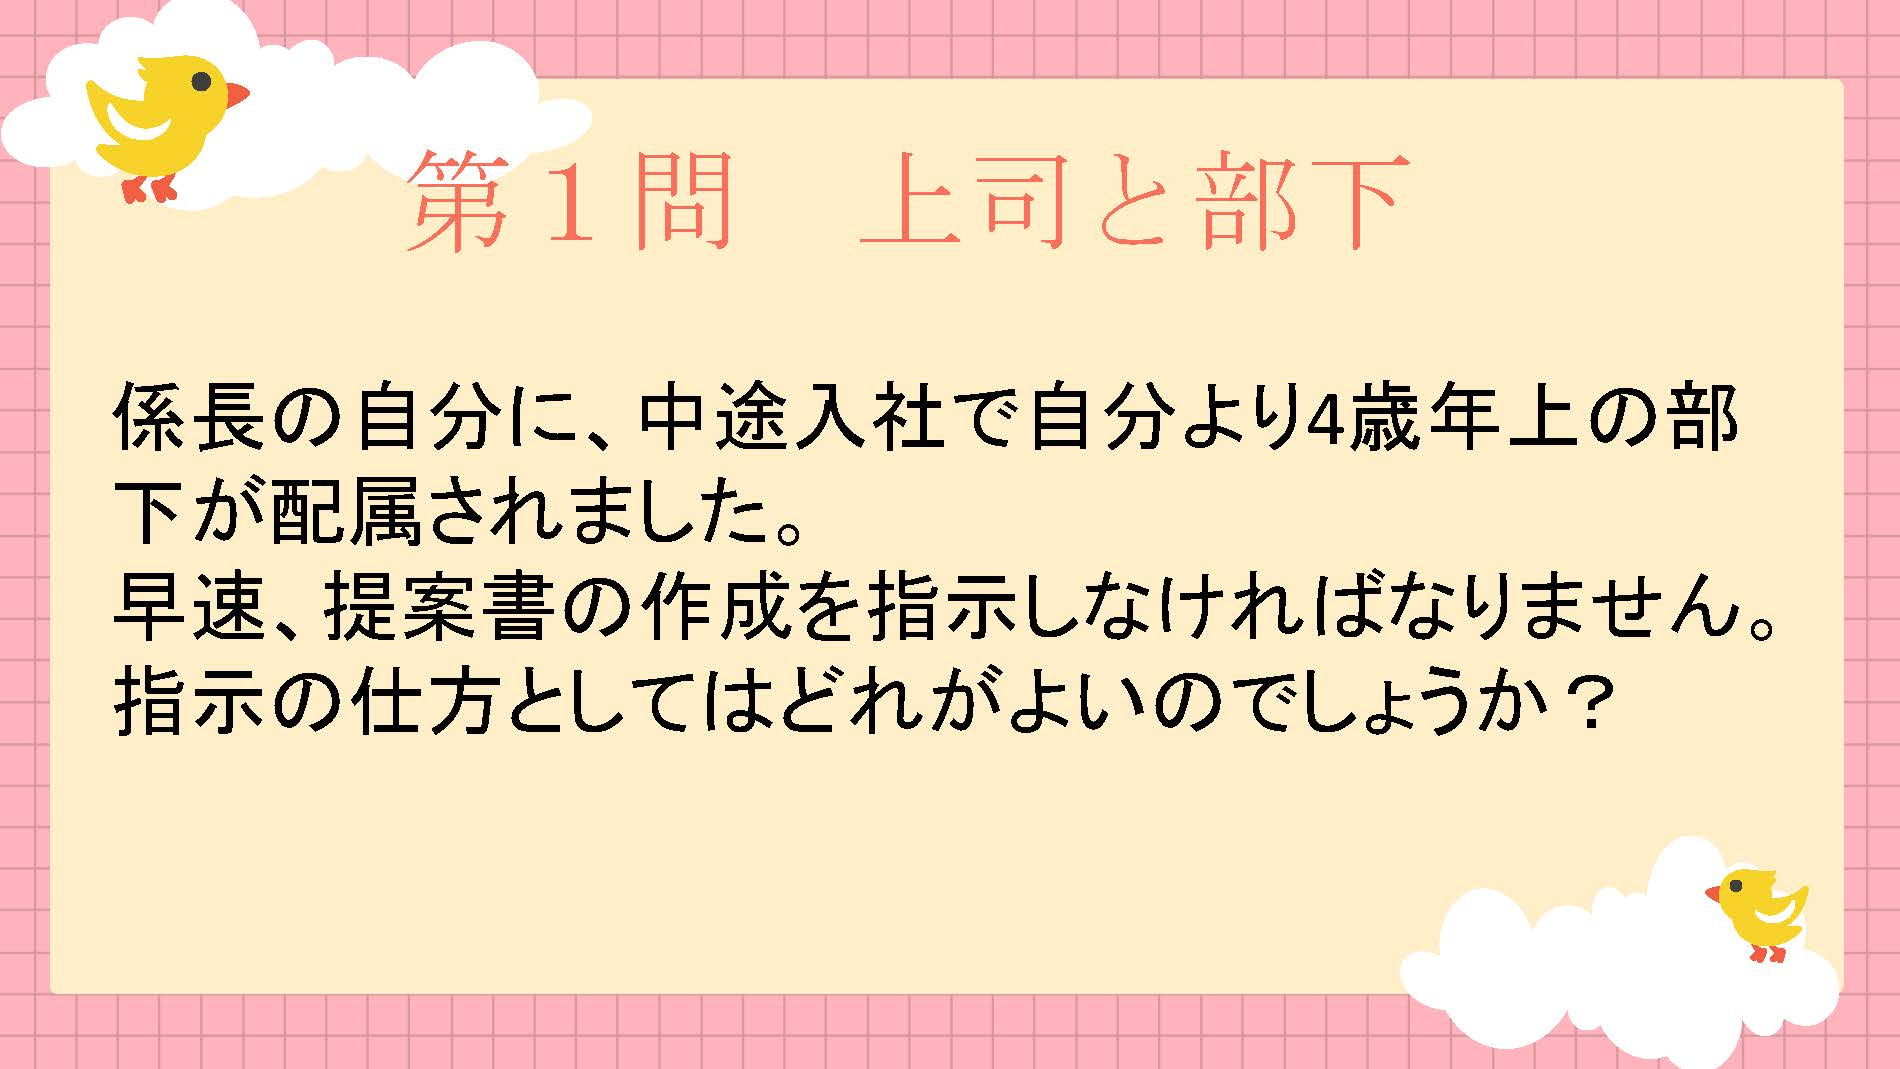 第１問　上司と部下
係長の自分に、中途入社で自分より4歳年上の部
下が配属されました。
早速、提案書の作成を指示しなければなりません。
指示の仕方としてはどれがよいのでしょうか？